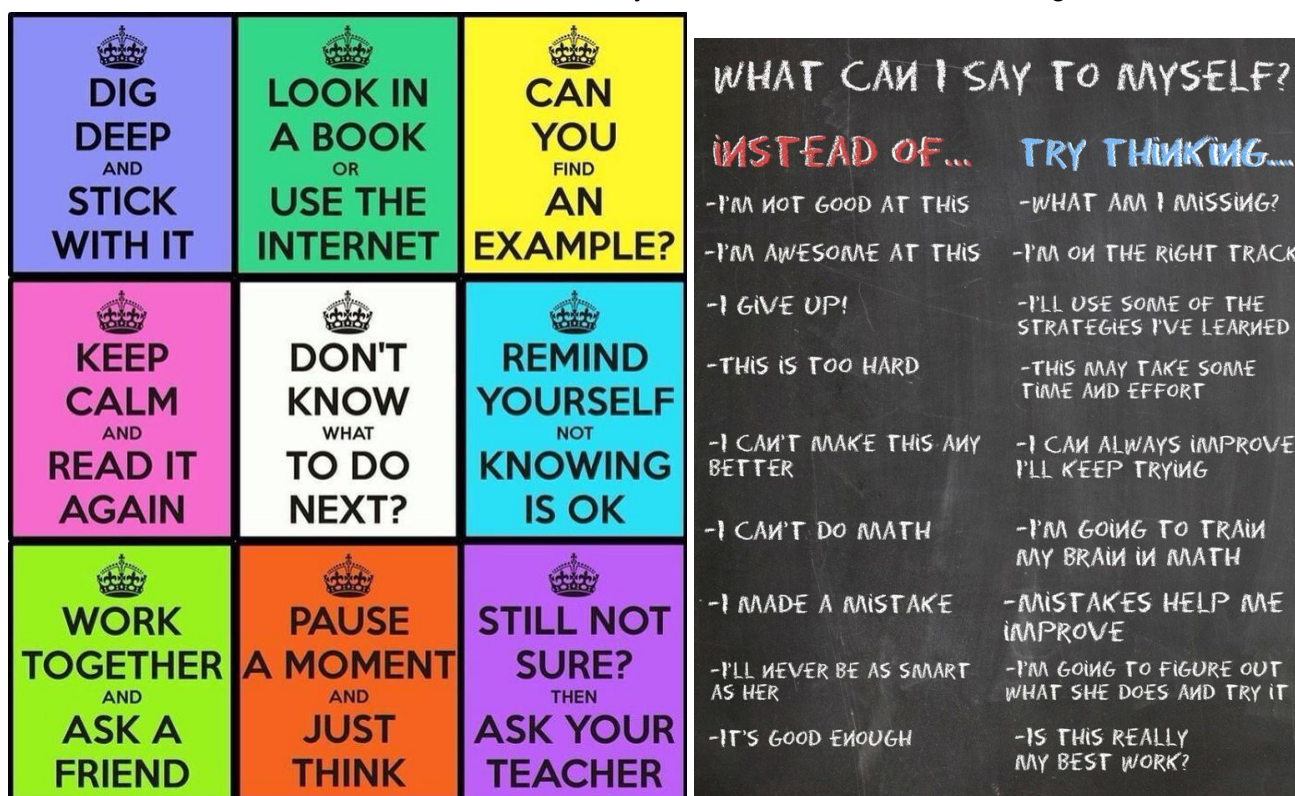 DIG
DEEP
AND
STICK
WITH IT
LOOK IN
A BOOK
OR
USE THE
INTERNET
CAN
YOU
FIND
AN
EXAMPLE?
KEEP
CALM
AND
READ IT
AGAIN
DON'T
KNOW
WHAT
TO DO
NEXT?
REMIND
YOURSELF
NOT
KNOWING
IS OK
WORK
TOGETHER
AND
ASK A
FRIEND
PAUSE
A MOMENT
AND
JUST
THINK
STILL NOT
SURE?
THEN
ASK YOUR
TEACHER
WHAT CAN I SAY TO MYSELF?
INSTEAD OF... TRY THINKING...
-I'M NOT GOOD AT THIS -WHAT AM I MISSING?
-I'M AWESOME AT THIS -I'M ON THE RIGHT TRACK
-I GIVE UP! -I'LL USE SOME OF THE
STRATEGIES I'VE LEARNED
-THIS IS TOO HARD -THIS MAY TAKE SOME
TIME AND EFFORT
-I CAN'T MAKE THIS ANY
BETTER
-I CAN ALWAYS IMPROVE
I'LL KEEP TRYING
-I CAN'T DO MATH -I'M GOING TO TRAIN
MY BRAIN IN MATH
-I MADE A MISTAKE -MISTAKES HELP ME
IMPROVE
-I'LL NEVER BE AS SMART
AS HER
-I'M GOING TO FIGURE OUT
WHAT SHE DOES AND TRY IT
-IT'S GOOD ENOUGH -IS THIS REALLY
MY BEST WORK?